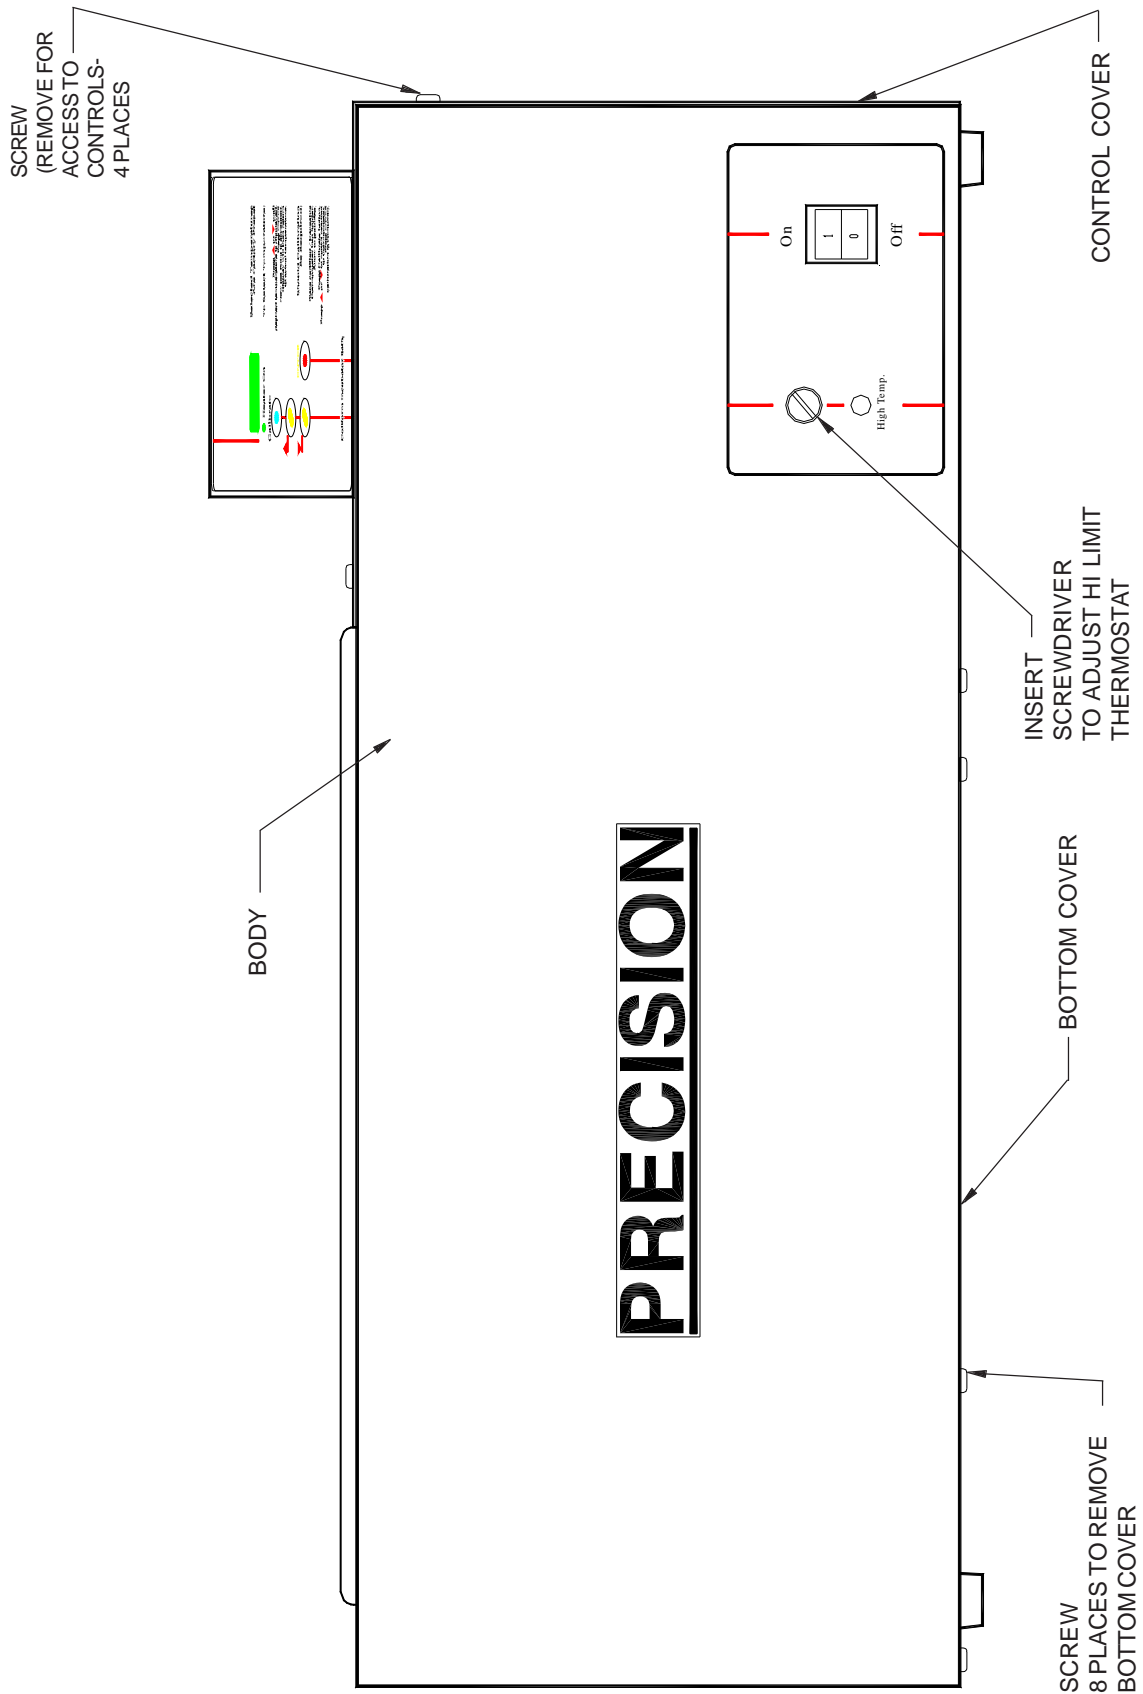 SCREW
(REMOVE FOR
ACCESS TO
CONTROLS-
4 PLACES
CONTROL COVER
On
1
0
Off
High Temp.
INSERT
SCREWDRIVER
TO ADJUST HI LIMIT
THERMOSTAT
BODY
PRECISION
BOTTOM COVER
SCREW
8 PLACES TO REMOVE
BOTTOM COVER